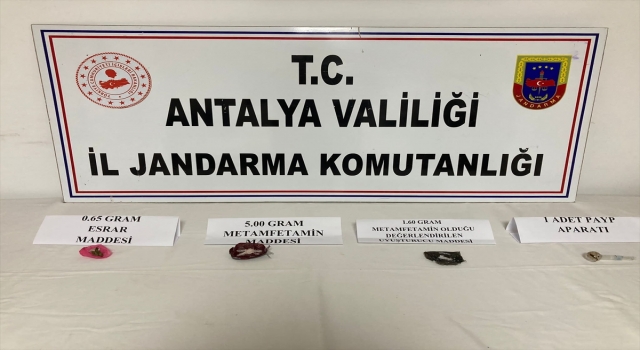 T.C.
ANTALYA VALİLİĞİ
İL JANDARMA KOMUTANLIĞI
JANDARMA
0.65 GRAM
ESRAR
MADDESİ
5.00 GRAM
METAMFETAMİN
MADDESİ
1.60 GRAM
METAMFETAMİN OLDUĞU
DEĞERLENDİRİLEN
UYUŞTURUCU MADDESİ
1 ADET PAYP
APARATI